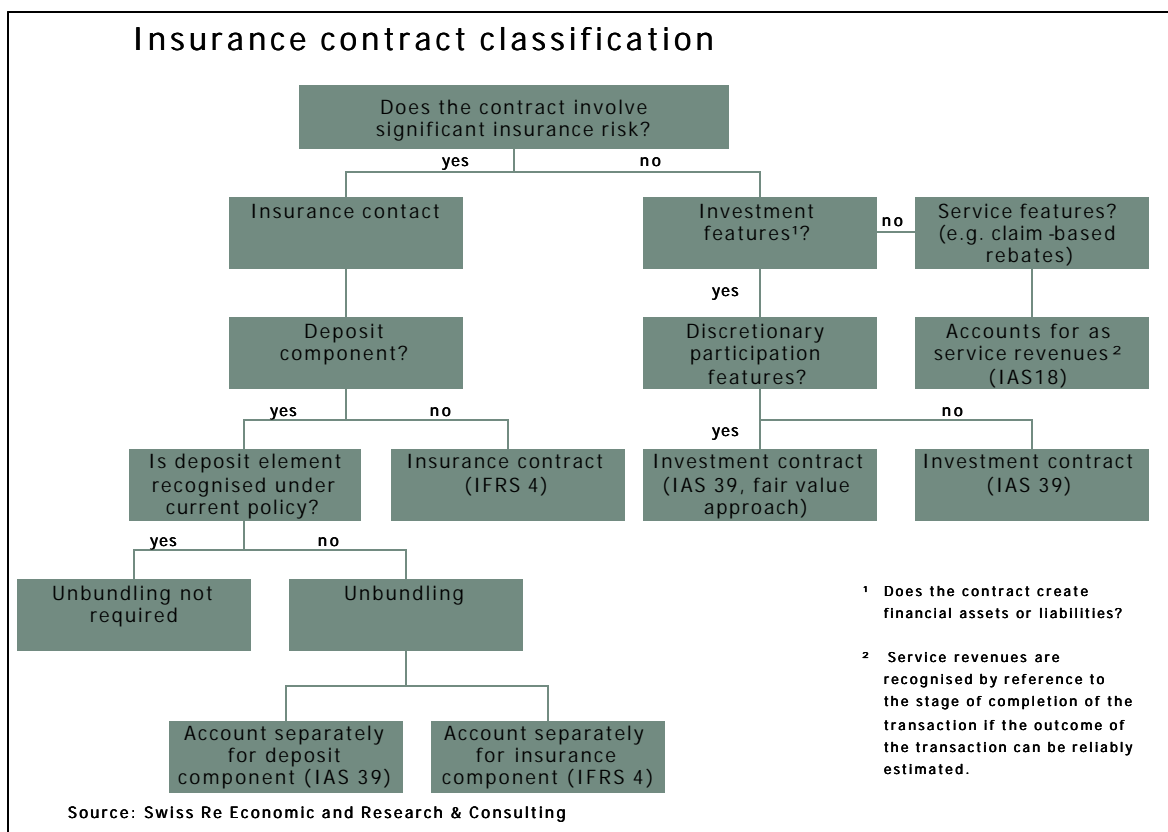 Insurance contract classification
Does the contract involve
significant insurance risk?
yes
no
Insurance contact
Investment
features¹?
no
Service features?
(e.g. claim-based
rebates)
yes
Deposit
component?
Discretionary
participation
features?
Accounts for as
service revenues²
(IAS18)
yes
no
yes
no
Is deposit element
recognised under
current policy?
Insurance contract
(IFRS 4)
Investment contract
(IAS 39, fair value
approach)
Investment contract
(IAS 39)
yes
no
Unbundling not
required
Unbundling
¹ Does the contract create
financial assets or liabilities?
² Service revenues are
recognised by reference to
the stage of completion of the
transaction if the outcome of
the transaction can be reliably
estimated.
Account separately
for deposit
component (IAS 39)
Account separately
for insurance
component (IFRS 4)
Source: Swiss Re Economic and Research & Consulting